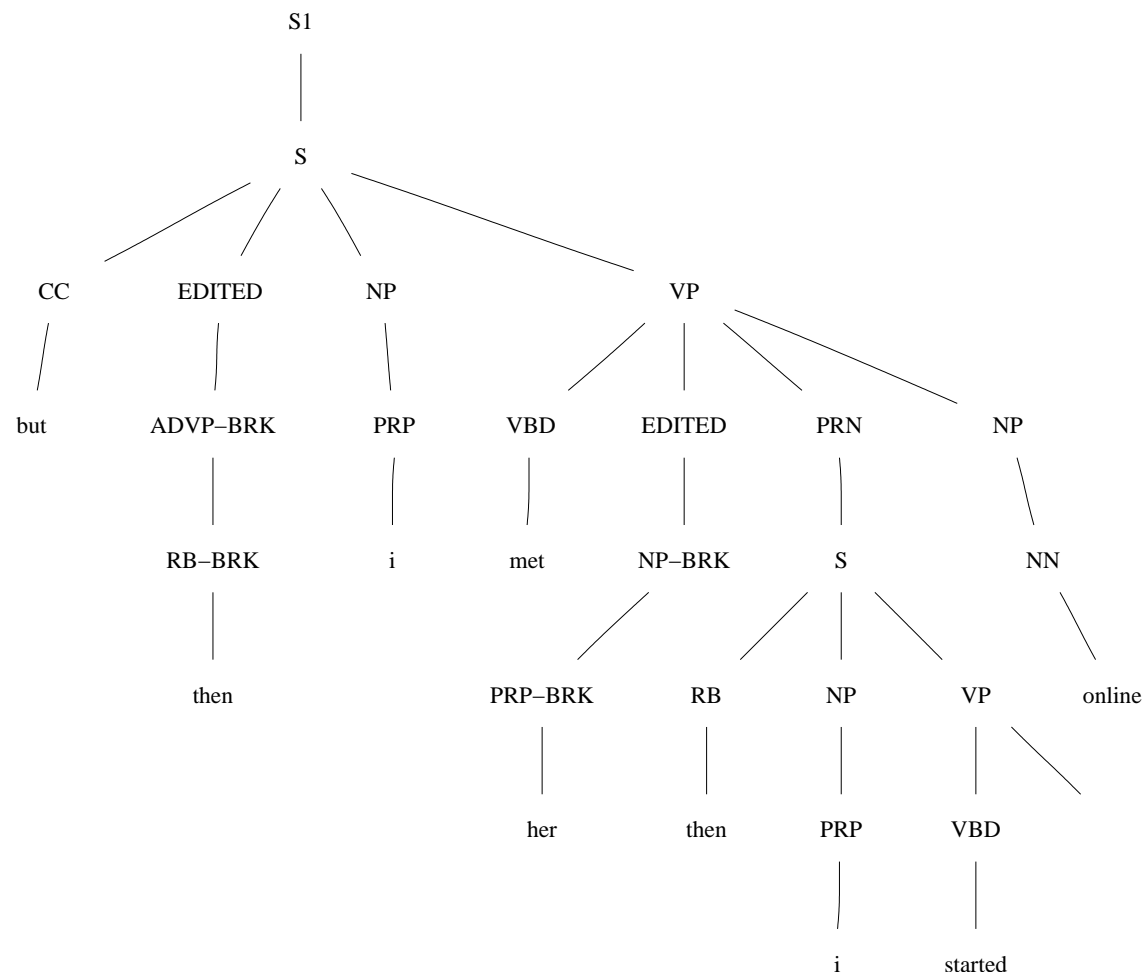 S1
S
CC EDITED NP VP
but ADVP–BRK PRP VBD EDITED PRN NP
RB–BRK i met NP–BRK S NN
then PRP–BRK RB NP VP online
her then PRP VBD
i started